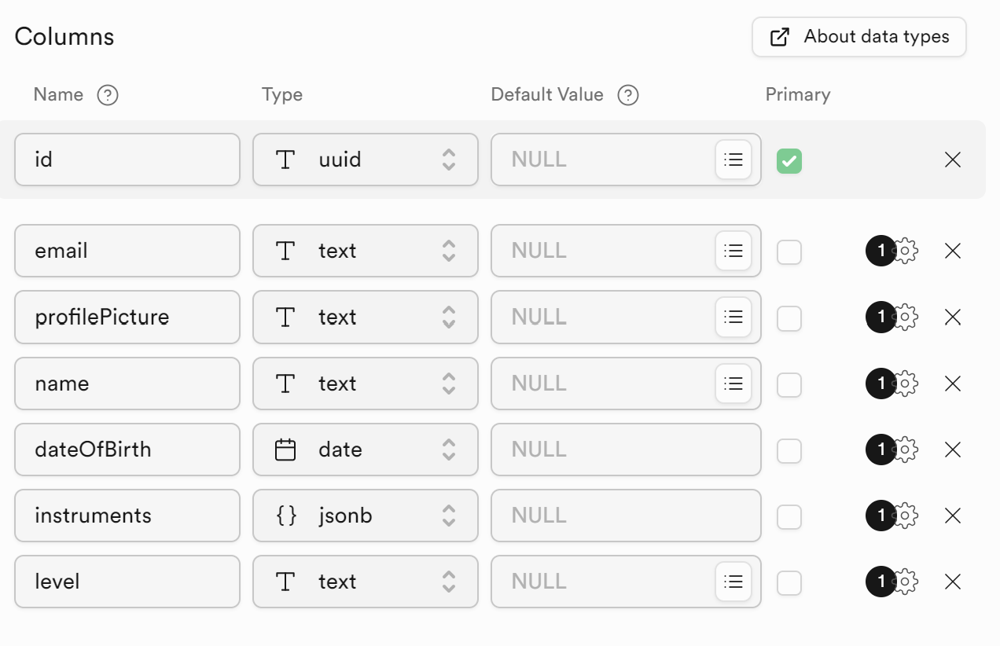 Columns
About data types
Name ? Type Default Value ? Primary
id T uuid NULL
email T text NULL 1
profilePicture T text NULL 1
name T text NULL 1
dateOfBirth date NULL 1
instruments {} jsonb NULL 1
level T text NULL 1